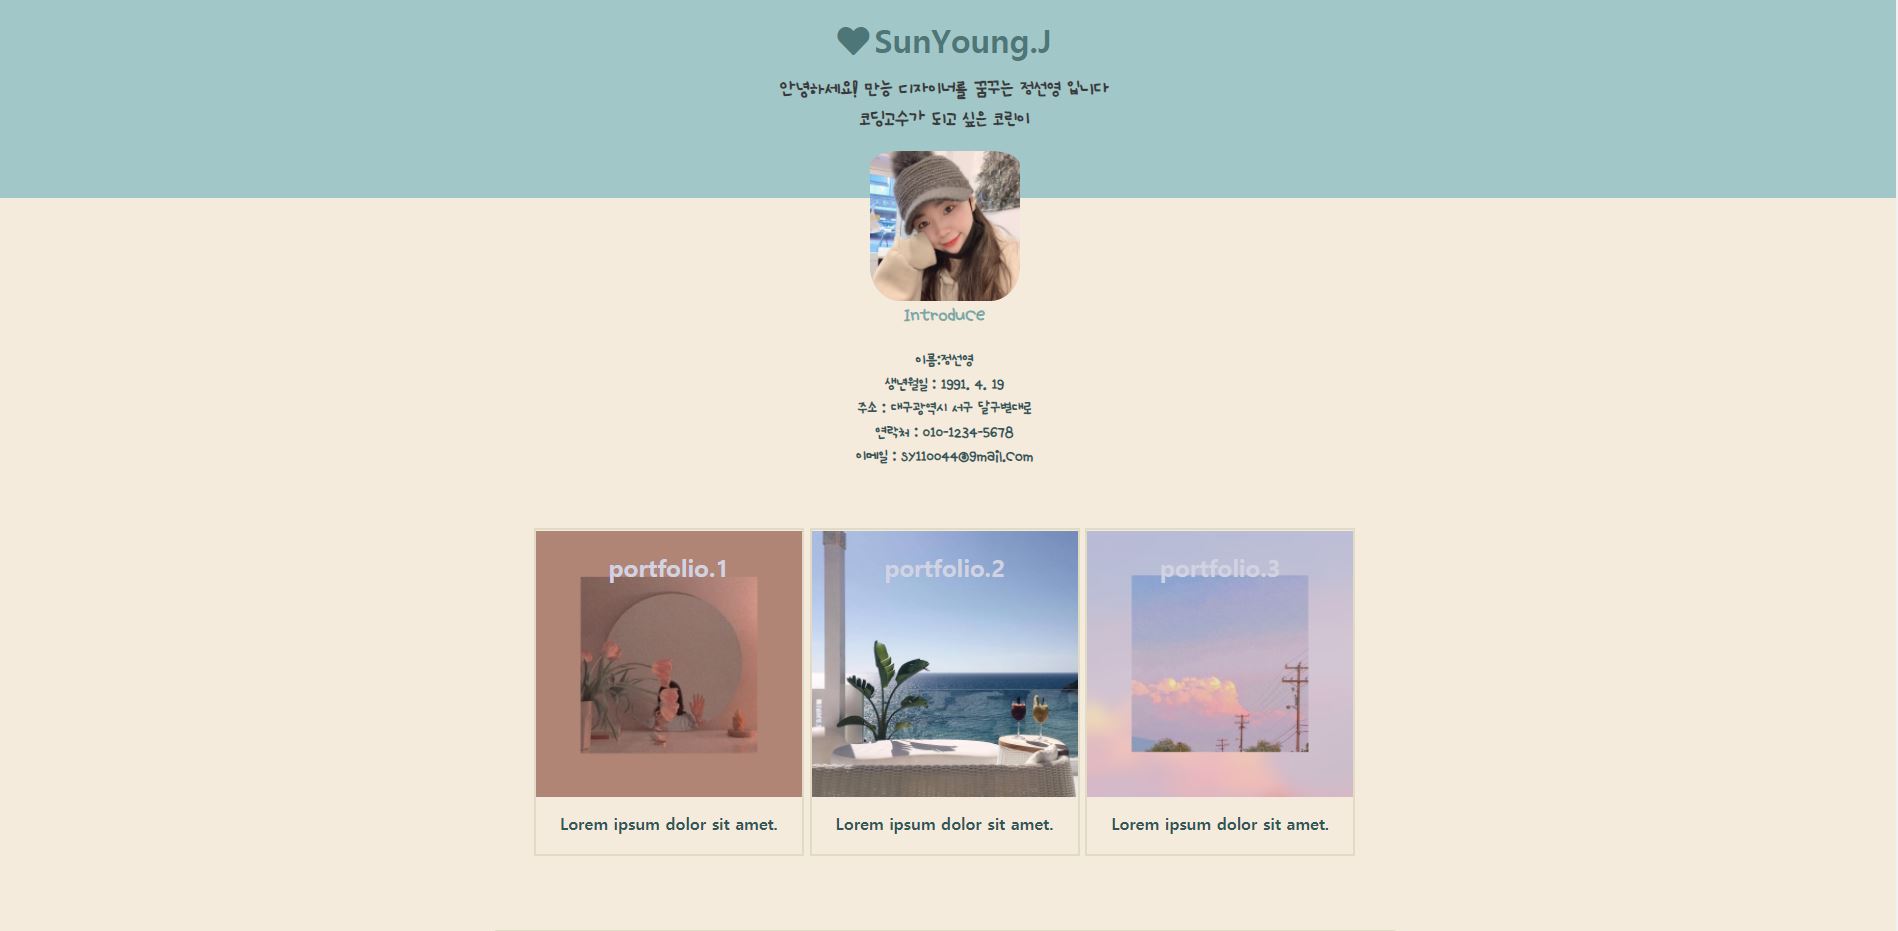 SunYoung.J
안녕하세요! 만능 디자이너를 꿈꾸는 정선영 입니다
코딩고수가 되고 싶은 코린이
Introduce
이름:정선영
생년월일 : 1991. 4. 19
주소 : 대구광역시 서구 달구벌대로
연락처 : 010-1234-5678
이메일 : sy110044@gmail.com
portfolio.1
portfolio.2
portfolio.3
Lorem ipsum dolor sit amet.
Lorem ipsum dolor sit amet.
Lorem ipsum dolor sit amet.